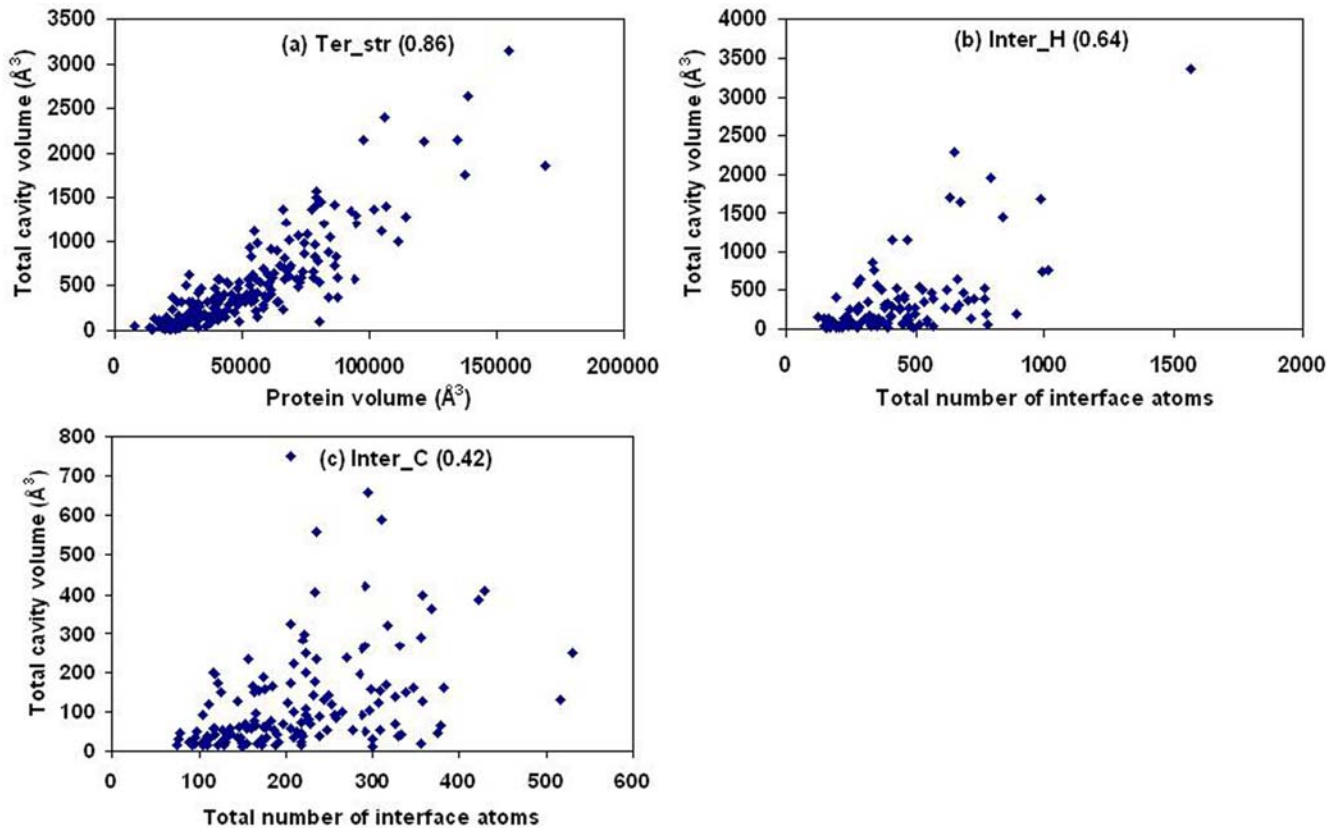 (a) Ter_str (0.86)
Total cavity volume (Å³)
3500
3000
2500
2000
1500
1000
500
0
0 50000 100000 150000 200000
Protein volume (Å³)
(b) Inter_H (0.64)
Total cavity volume (Å³)
4000
3500
3000
2500
2000
1500
1000
500
0
0 500 1000 1500 2000
Total number of interface atoms
(c) Inter_C (0.42)
Total cavity volume (Å³)
800
700
600
500
400
300
200
100
0
0 100 200 300 400 500 600
Total number of interface atoms